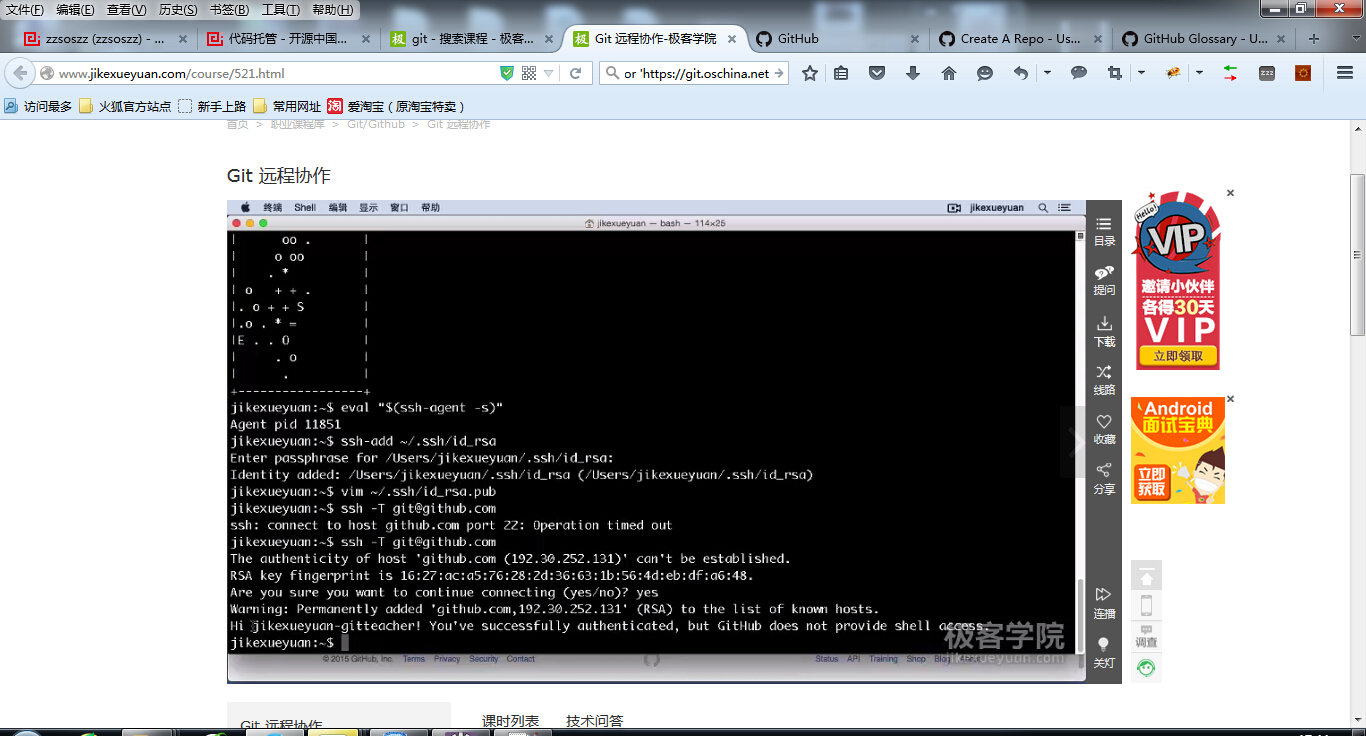 文件(F) 编辑(E) 查看(V) 历史(S) 书签(B) 工具(T) 帮助(H)
zzsoszz (zzsoszz) - ... 代码托管 - 开源中国... git - 搜索课程 - 极客... Git 远程协作-极客学院 GitHub Create A Repo - Us... GitHub Glossary - U...
www.jikexueyuan.com/course/521.html or 'https://git.oschina.net
访问最多 火狐官方站点 新手上路 常用网址 爱淘宝（原淘宝特卖）
首页 > 职业课程库 > Git/Github > Git 远程协作
Git 远程协作
终端 Shell 编辑 显示 窗口 帮助 jikexueyuan
jikexueyuan — bash — 114×25
| oo . |
| o oo |
| . * |
| o + + . |
|. o + + S |
|.o . * = |
|E . . O |
| . o |
| . |
+-----------------+
jikexueyuan:~$ eval "$(ssh-agent -s)"
Agent pid 11851
jikexueyuan:~$ ssh-add ~/.ssh/id_rsa
Enter passphrase for /Users/jikexueyuan/.ssh/id_rsa:
Identity added: /Users/jikexueyuan/.ssh/id_rsa (/Users/jikexueyuan/.ssh/id_rsa)
jikexueyuan:~$ vim ~/.ssh/id_rsa.pub
jikexueyuan:~$ ssh -T git@github.com
ssh: connect to host github.com port 22: Operation timed out
jikexueyuan:~$ ssh -T git@github.com
The authenticity of host 'github.com (192.30.252.131)' can't be established.
RSA key fingerprint is 16:27:ac:a5:76:28:2d:36:63:1b:56:4d:eb:df:a6:48.
Are you sure you want to continue connecting (yes/no)? yes
Warning: Permanently added 'github.com,192.30.252.131' (RSA) to the list of known hosts.
Hi jikexueyuan-gitteacher! You've successfully authenticated, but GitHub does not provide shell access.
jikexueyuan:~$
极客学院
jikexueyuan.com
© 2015 GitHub, Inc. Terms Privacy Security Contact Status API Training Shop Blog
目录
提问
下载
线路
收藏
分享
连播
关灯
Hello!
VIP
邀请小伙伴
各得30天
VIP
立即领取
Android
面试宝典
立即
获取
调查
Git 远程协作 课时列表 技术问答